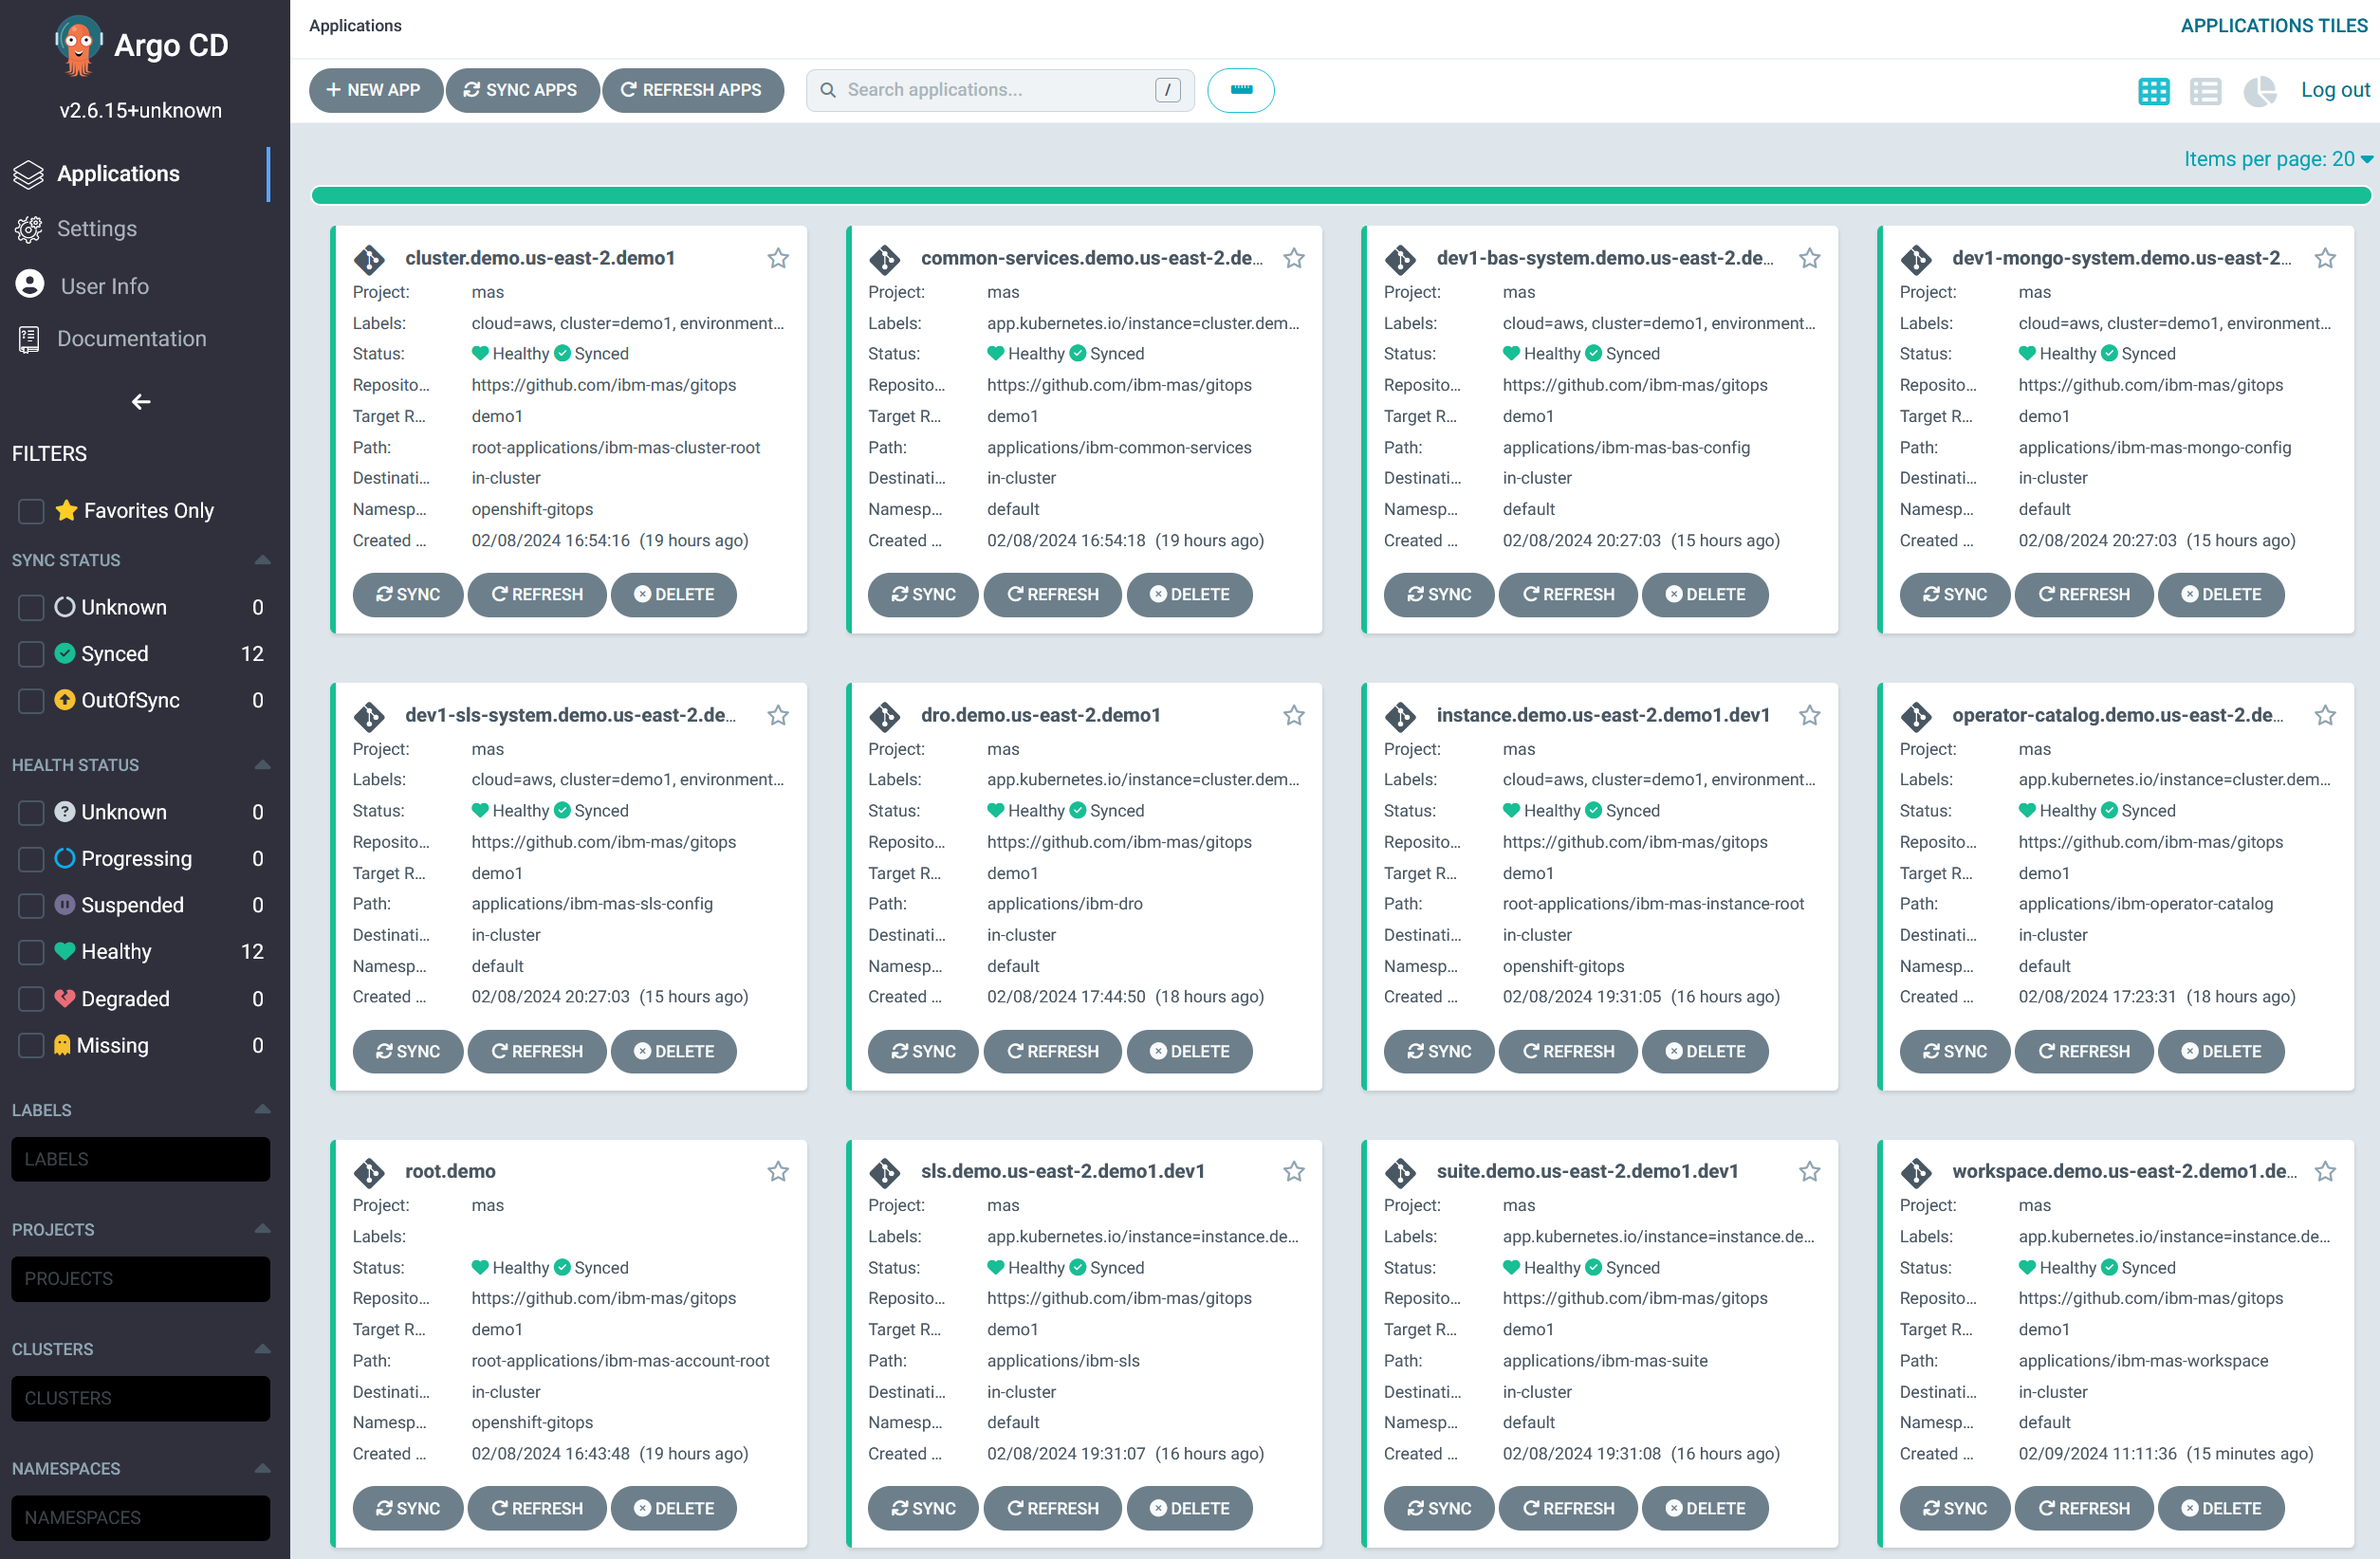 Argo CD
v2.6.15+unknown
Applications
Settings
User Info
Documentation
FILTERS
Favorites Only
SYNC STATUS
Unknown 0
Synced 12
OutOfSync 0
HEALTH STATUS
Unknown 0
Progressing 0
Suspended 0
Healthy 12
Degraded 0
Missing 0
LABELS
LABELS
PROJECTS
PROJECTS
CLUSTERS
CLUSTERS
NAMESPACES
NAMESPACES
Applications
APPLICATIONS TILES
+ NEW APP SYNC APPS REFRESH APPS Search applications... / Log out
Items per page: 20
cluster.demo.us-east-2.demo1
Project: mas
Labels: cloud=aws, cluster=demo1, environment...
Status: Healthy Synced
Reposito... https://github.com/ibm-mas/gitops
Target R... demo1
Path: root-applications/ibm-mas-cluster-root
Destinati... in-cluster
Namesp... openshift-gitops
Created ... 02/08/2024 16:54:16 (19 hours ago)
SYNC REFRESH DELETE
common-services.demo.us-east-2.de...
Project: mas
Labels: app.kubernetes.io/instance=cluster.dem...
Status: Healthy Synced
Reposito... https://github.com/ibm-mas/gitops
Target R... demo1
Path: applications/ibm-common-services
Destinati... in-cluster
Namesp... default
Created ... 02/08/2024 16:54:18 (19 hours ago)
SYNC REFRESH DELETE
dev1-bas-system.demo.us-east-2.de...
Project: mas
Labels: cloud=aws, cluster=demo1, environment...
Status: Healthy Synced
Reposito... https://github.com/ibm-mas/gitops
Target R... demo1
Path: applications/ibm-mas-bas-config
Destinati... in-cluster
Namesp... default
Created ... 02/08/2024 20:27:03 (15 hours ago)
SYNC REFRESH DELETE
dev1-mongo-system.demo.us-east-2...
Project: mas
Labels: cloud=aws, cluster=demo1, environment...
Status: Healthy Synced
Reposito... https://github.com/ibm-mas/gitops
Target R... demo1
Path: applications/ibm-mas-mongo-config
Destinati... in-cluster
Namesp... default
Created ... 02/08/2024 20:27:03 (15 hours ago)
SYNC REFRESH DELETE
dev1-sls-system.demo.us-east-2.de...
Project: mas
Labels: cloud=aws, cluster=demo1, environment...
Status: Healthy Synced
Reposito... https://github.com/ibm-mas/gitops
Target R... demo1
Path: applications/ibm-mas-sls-config
Destinati... in-cluster
Namesp... default
Created ... 02/08/2024 20:27:03 (15 hours ago)
SYNC REFRESH DELETE
dro.demo.us-east-2.demo1
Project: mas
Labels: app.kubernetes.io/instance=cluster.dem...
Status: Healthy Synced
Reposito... https://github.com/ibm-mas/gitops
Target R... demo1
Path: applications/ibm-dro
Destinati... in-cluster
Namesp... default
Created ... 02/08/2024 17:44:50 (18 hours ago)
SYNC REFRESH DELETE
instance.demo.us-east-2.demo1.dev1
Project: mas
Labels: cloud=aws, cluster=demo1, environment...
Status: Healthy Synced
Reposito... https://github.com/ibm-mas/gitops
Target R... demo1
Path: root-applications/ibm-mas-instance-root
Destinati... in-cluster
Namesp... openshift-gitops
Created ... 02/08/2024 19:31:05 (16 hours ago)
SYNC REFRESH DELETE
operator-catalog.demo.us-east-2.de...
Project: mas
Labels: app.kubernetes.io/instance=cluster.dem...
Status: Healthy Synced
Reposito... https://github.com/ibm-mas/gitops
Target R... demo1
Path: applications/ibm-operator-catalog
Destinati... in-cluster
Namesp... default
Created ... 02/08/2024 17:23:31 (18 hours ago)
SYNC REFRESH DELETE
root.demo
Project: mas
Labels:
Status: Healthy Synced
Reposito... https://github.com/ibm-mas/gitops
Target R... demo1
Path: root-applications/ibm-mas-account-root
Destinati... in-cluster
Namesp... openshift-gitops
Created ... 02/08/2024 16:43:48 (19 hours ago)
SYNC REFRESH DELETE
sls.demo.us-east-2.demo1.dev1
Project: mas
Labels: app.kubernetes.io/instance=instance.de...
Status: Healthy Synced
Reposito... https://github.com/ibm-mas/gitops
Target R... demo1
Path: applications/ibm-sls
Destinati... in-cluster
Namesp... default
Created ... 02/08/2024 19:31:07 (16 hours ago)
SYNC REFRESH DELETE
suite.demo.us-east-2.demo1.dev1
Project: mas
Labels: app.kubernetes.io/instance=instance.de...
Status: Healthy Synced
Reposito... https://github.com/ibm-mas/gitops
Target R... demo1
Path: applications/ibm-mas-suite
Destinati... in-cluster
Namesp... default
Created ... 02/08/2024 19:31:08 (16 hours ago)
SYNC REFRESH DELETE
workspace.demo.us-east-2.demo1.de...
Project: mas
Labels: app.kubernetes.io/instance=instance.de...
Status: Healthy Synced
Reposito... https://github.com/ibm-mas/gitops
Target R... demo1
Path: applications/ibm-mas-workspace
Destinati... in-cluster
Namesp... default
Created ... 02/09/2024 11:11:36 (15 minutes ago)
SYNC REFRESH DELETE